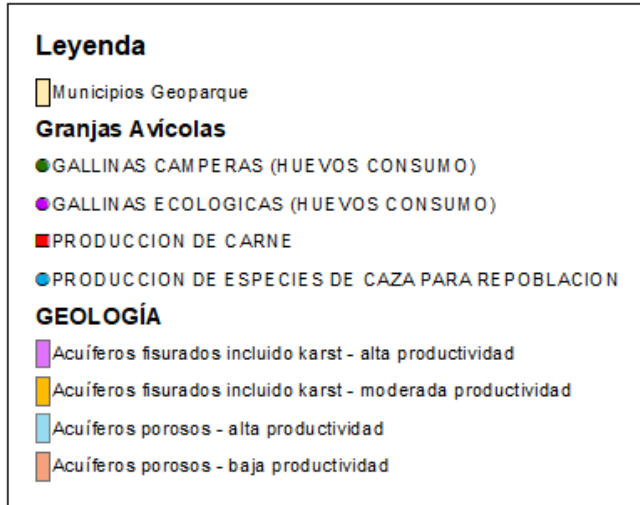 Leyenda
Municipios Geoparque
Granjas Avícolas
GALLINAS CAMPERAS (HUEVOS CONSUMO)
GALLINAS ECOLOGICAS (HUEVOS CONSUMO)
PRODUCCION DE CARNE
PRODUCCION DE ESPECIES DE CAZA PARA REPOBLACION
GEOLOGÍA
Acuíferos fisurados incluido karst - alta productividad
Acuíferos fisurados incluido karst - moderada productividad
Acuíferos porosos - alta productividad
Acuíferos porosos - baja productividad